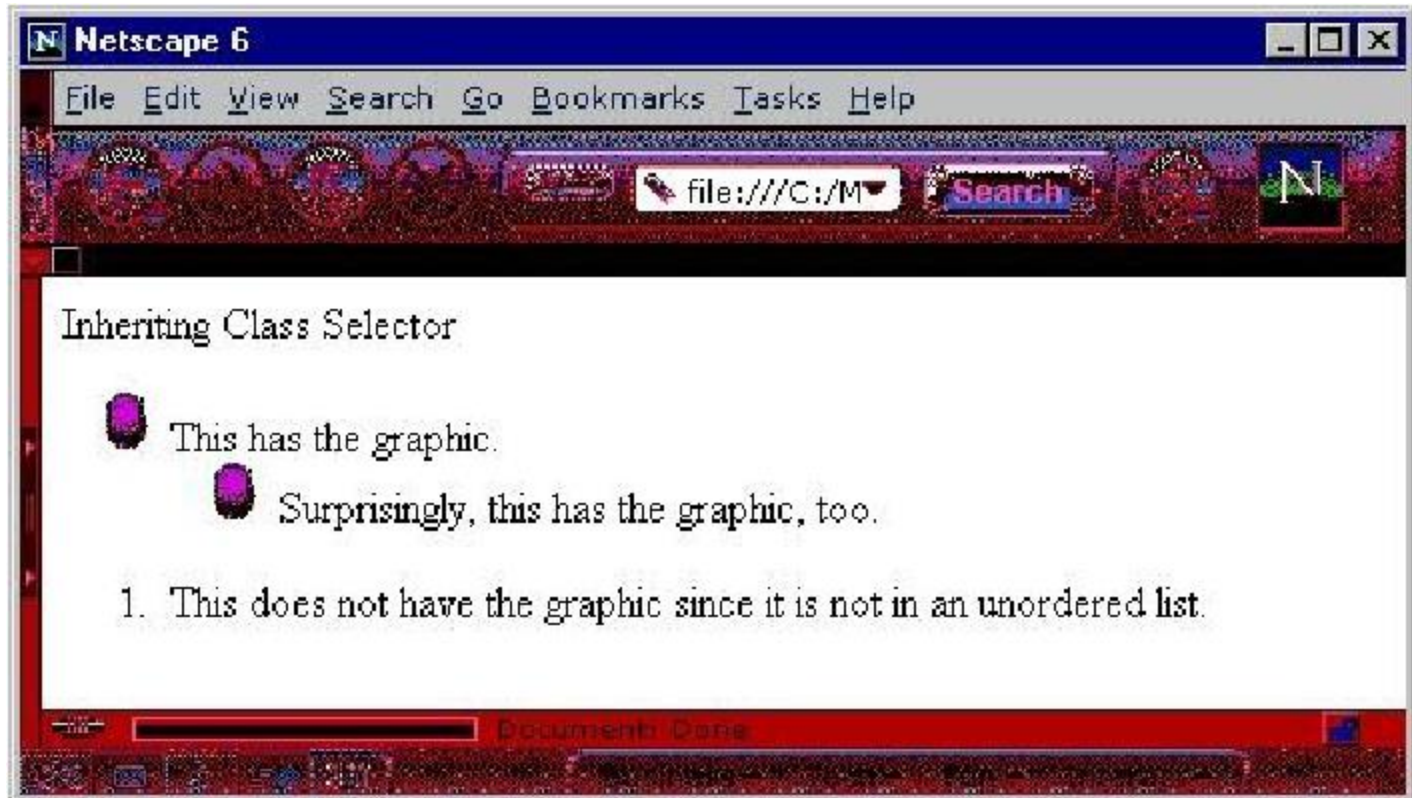 N Netscape 6
File Edit View Search Go Bookmarks Tasks Help
file:///C:/M Search N
Inheriting Class Selector
This has the graphic.
Surprisingly, this has the graphic, too.
1. This does not have the graphic since it is not in an unordered list.
Document: Done